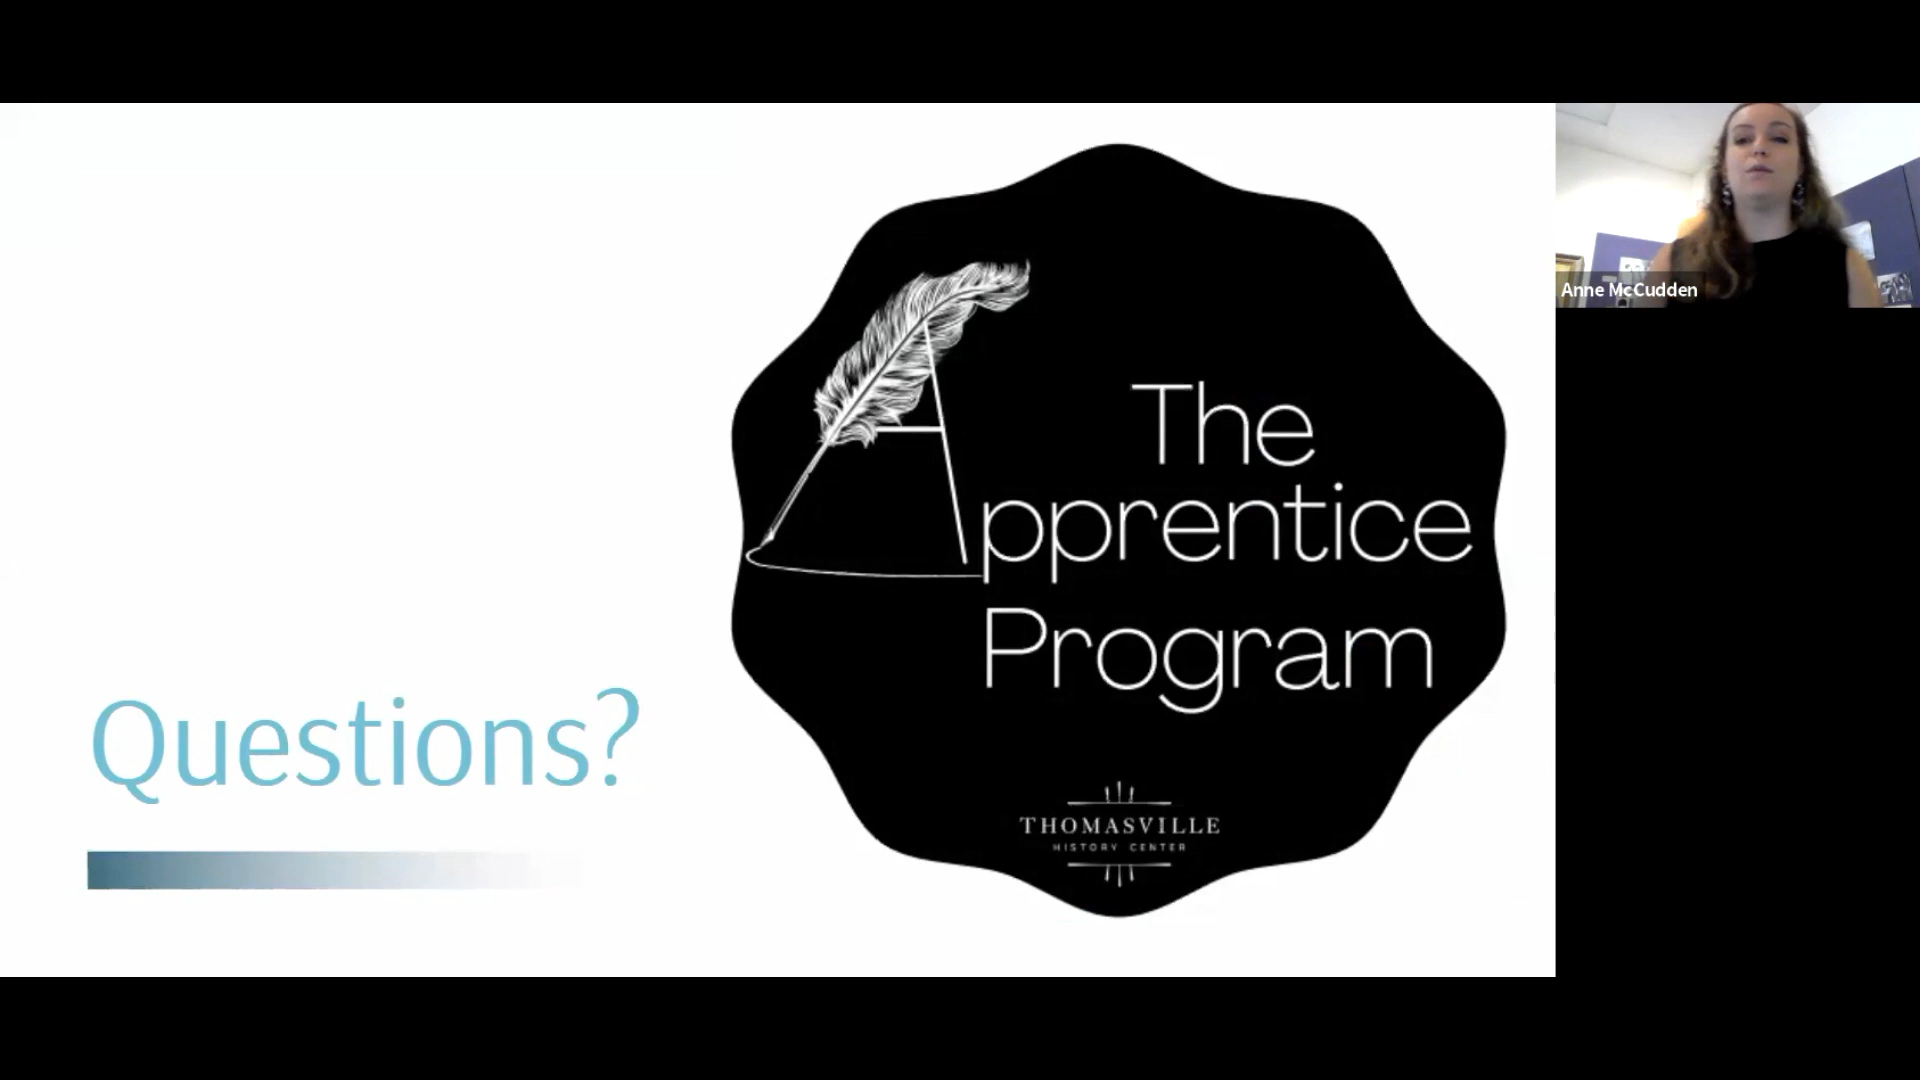 Anne McCudden
The
Apprentice
Program
Questions?
THOMASVILLE
HISTORY CENTER